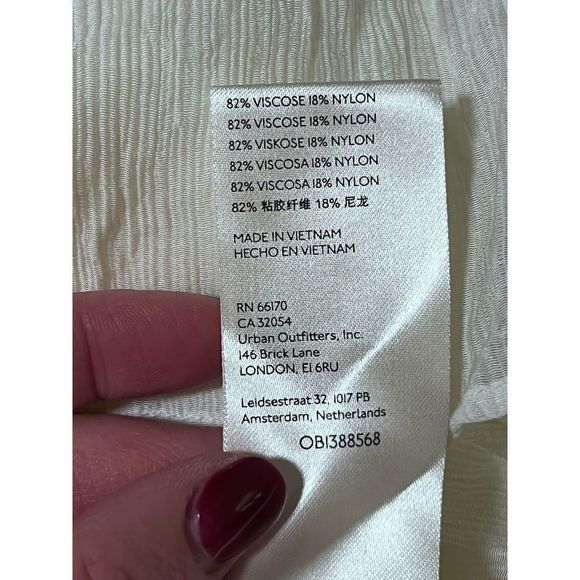 82% VISCOSE 18% NYLON
82% VISCOSE 18% NYLON
82% VISKOSE 18% NYLON
82% VISCOSA 18% NYLON
82% VISCOSA 18% NYLON
82% 粘胶纤维 18% 尼龙
MADE IN VIETNAM
HECHO EN VIETNAM
RN 66170
CA 32054
Urban Outfitters, Inc.
146 Brick Lane
LONDON, E1 6RU
Leidsestraat 32, 1017 PB
Amsterdam, Netherlands
OB1388568